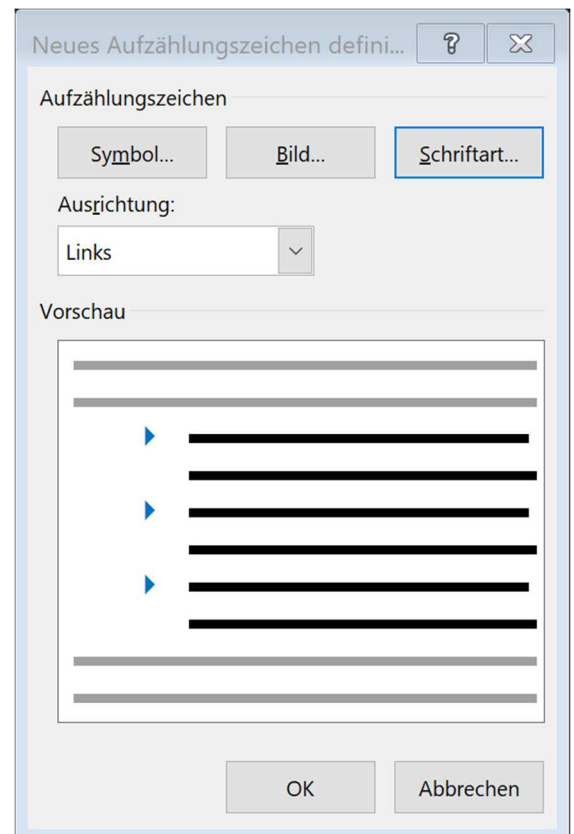 Neues Aufzählungszeichen defini...
Aufzählungszeichen
Symbol... Bild... Schriftart...
Ausrichtung:
Links
Vorschau
OK Abbrechen